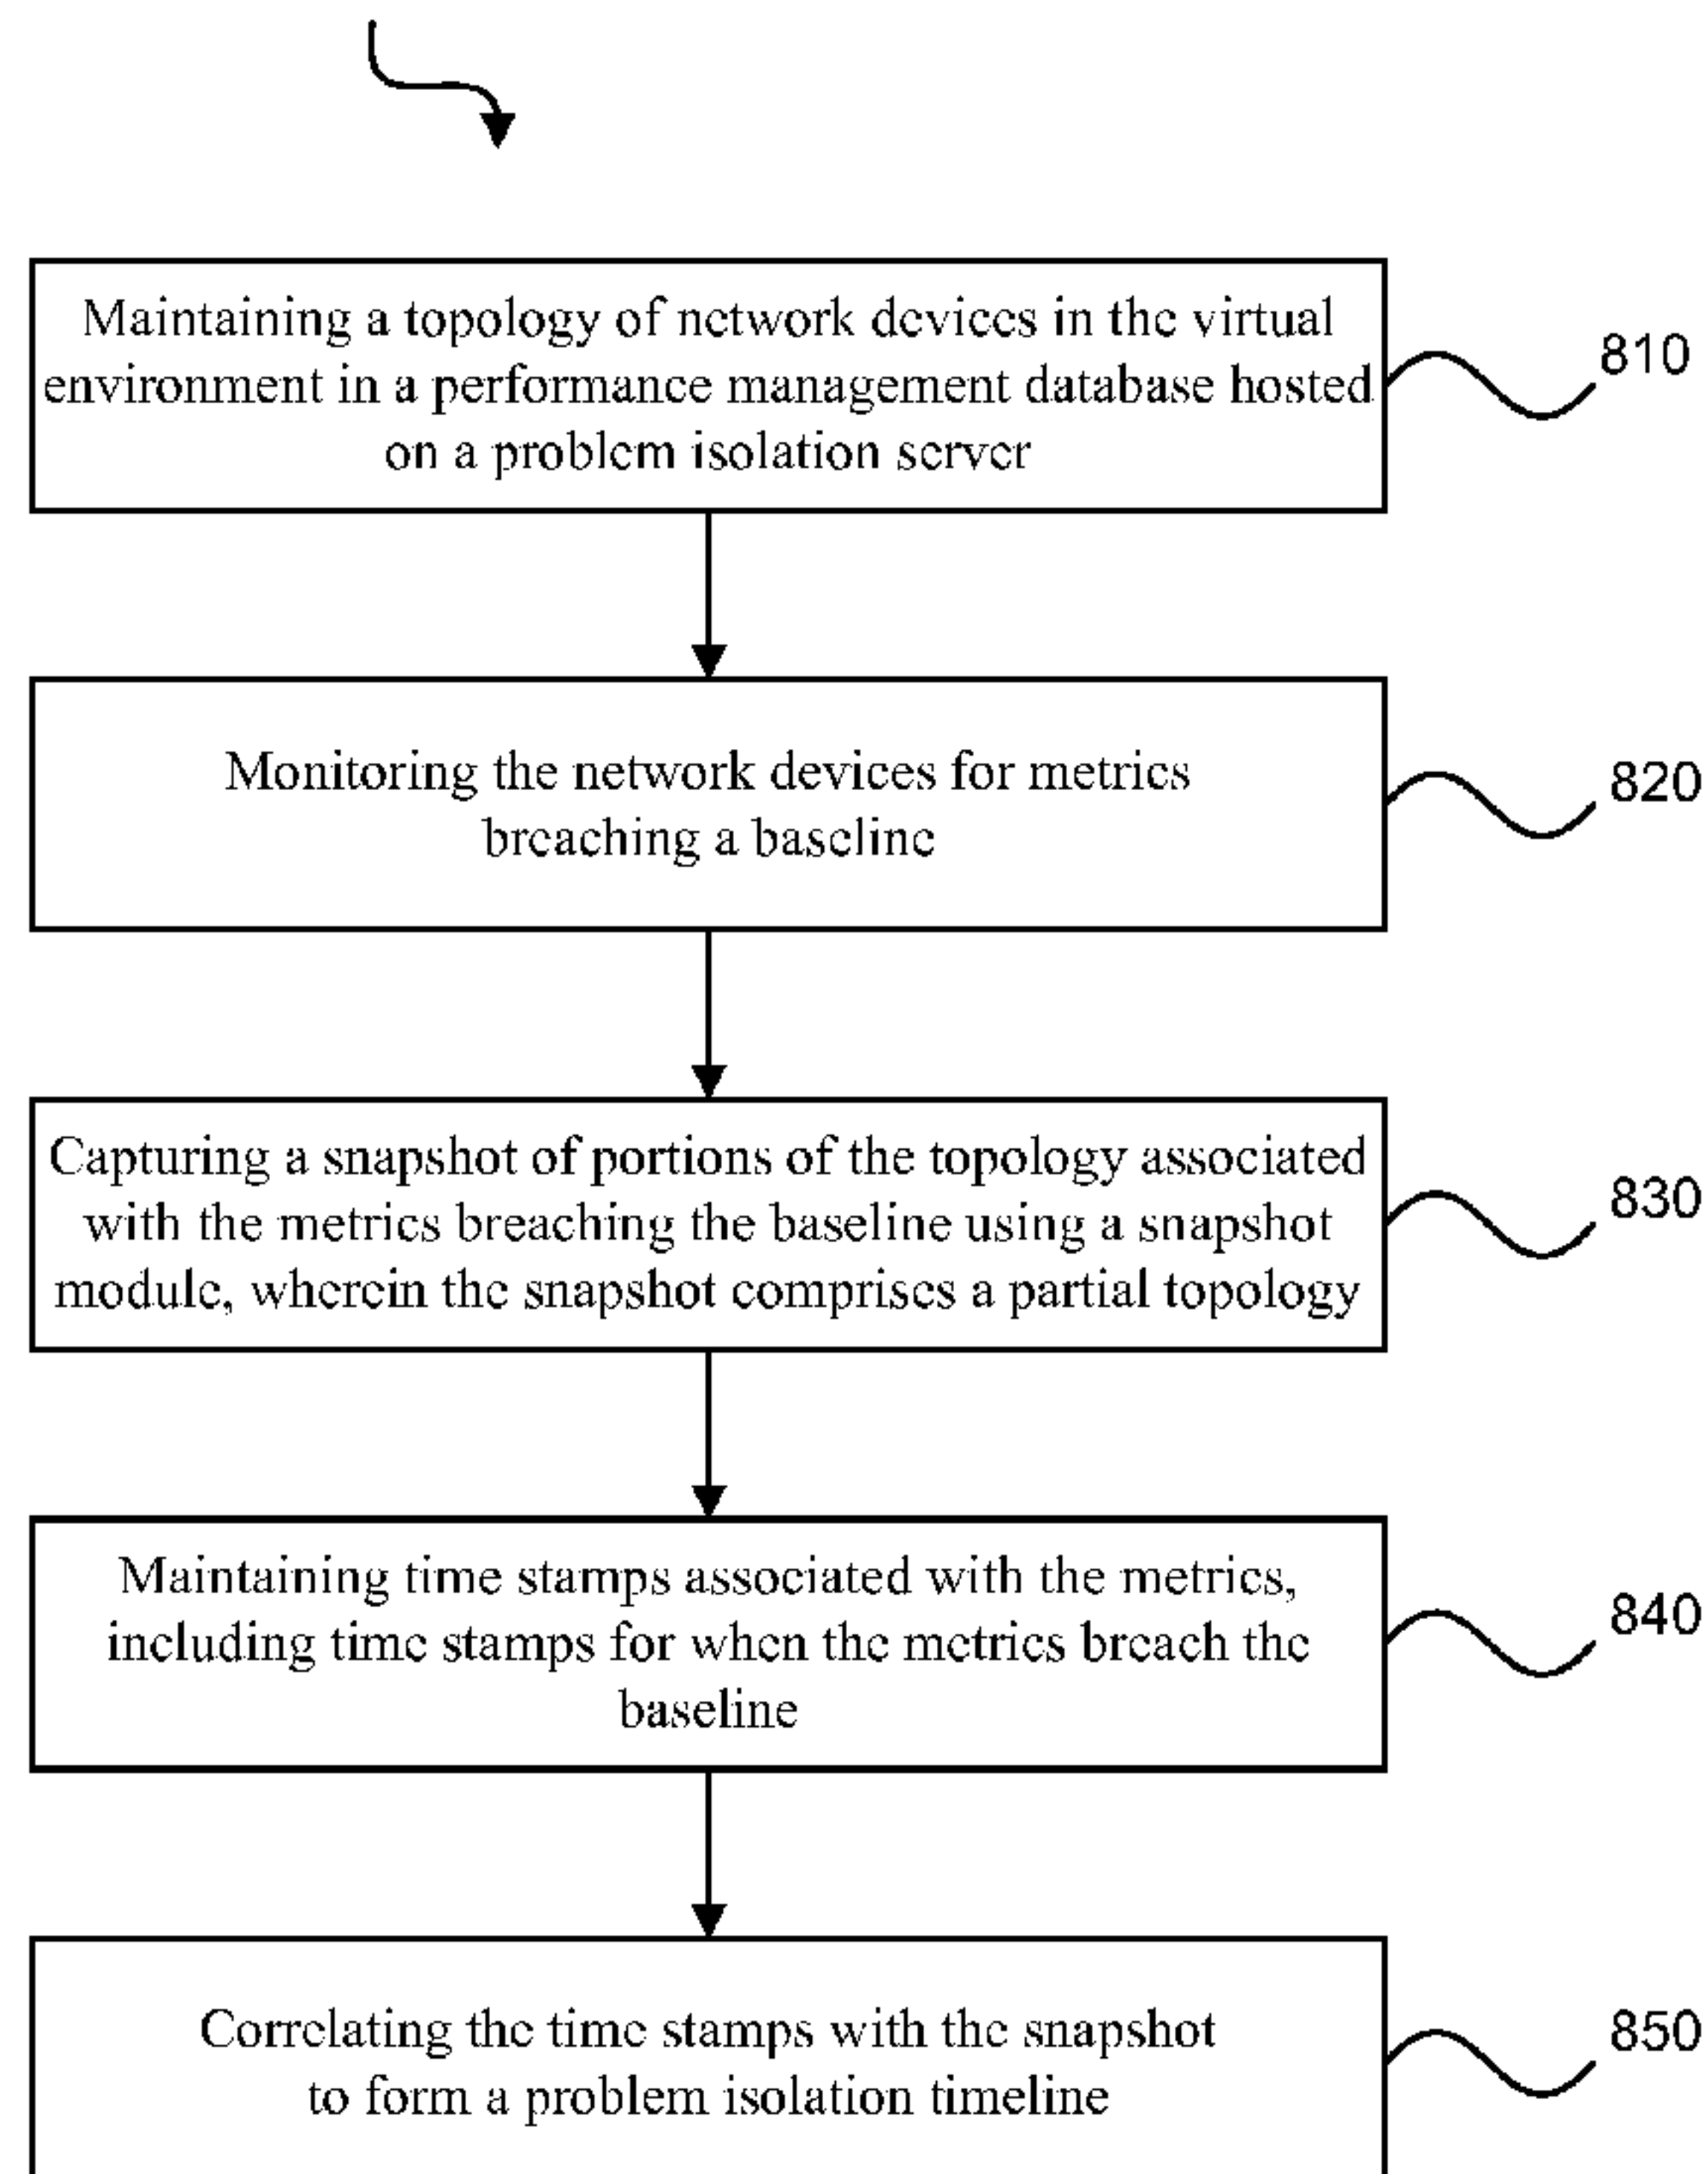 Maintaining a topology of network devices in the virtual
environment in a performance management database hosted
on a problem isolation server
810
Monitoring the network devices for metrics
breaching a baseline
820
Capturing a snapshot of portions of the topology associated
with the metrics breaching the baseline using a snapshot
module, wherein the snapshot comprises a partial topology
830
Maintaining time stamps associated with the metrics,
including time stamps for when the metrics breach the
baseline
840
Correlating the time stamps with the snapshot
to form a problem isolation timeline
850